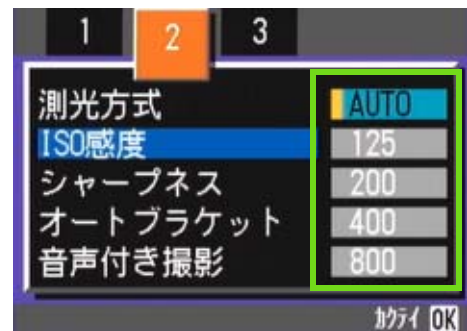 1 2 3
測光方式 AUTO
ISO感度 125
シャープネス 200
オートブラケット 400
音声付き撮影 800
ｶｸﾃｲ OK